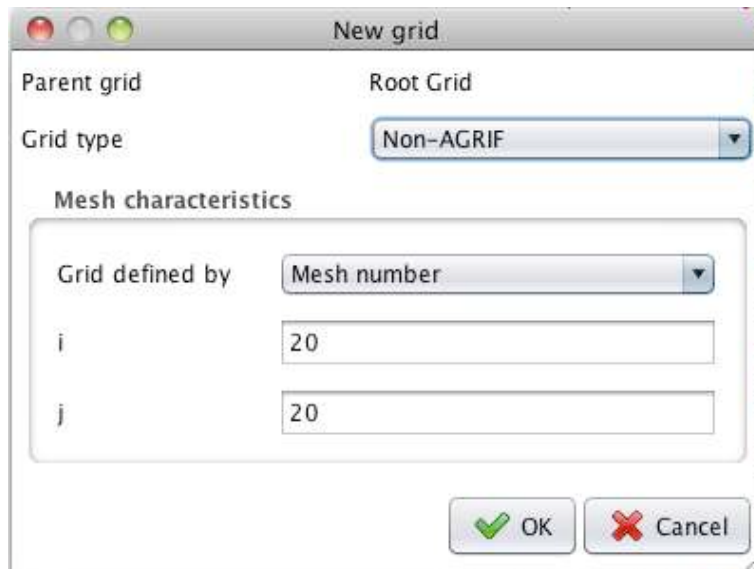 New grid
Parent grid Root Grid
Grid type Non-AGRIF
Mesh characteristics
Grid defined by Mesh number
i 20
j 20
OK Cancel